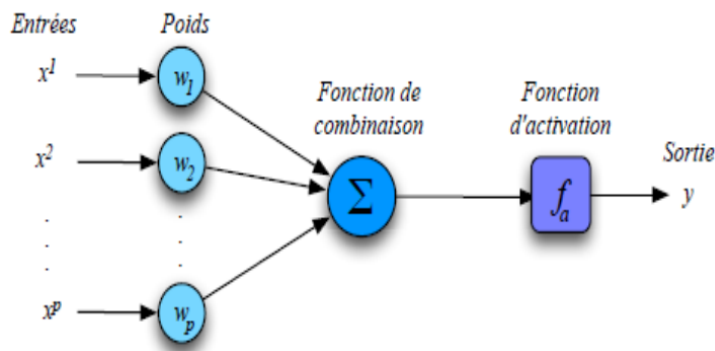 Entrées
Poids
x¹
w₁
Fonction de
combinaison
Fonction
d'activation
x²
w₂
Σ
fₐ
Sortie
y
xᵖ
wₚ